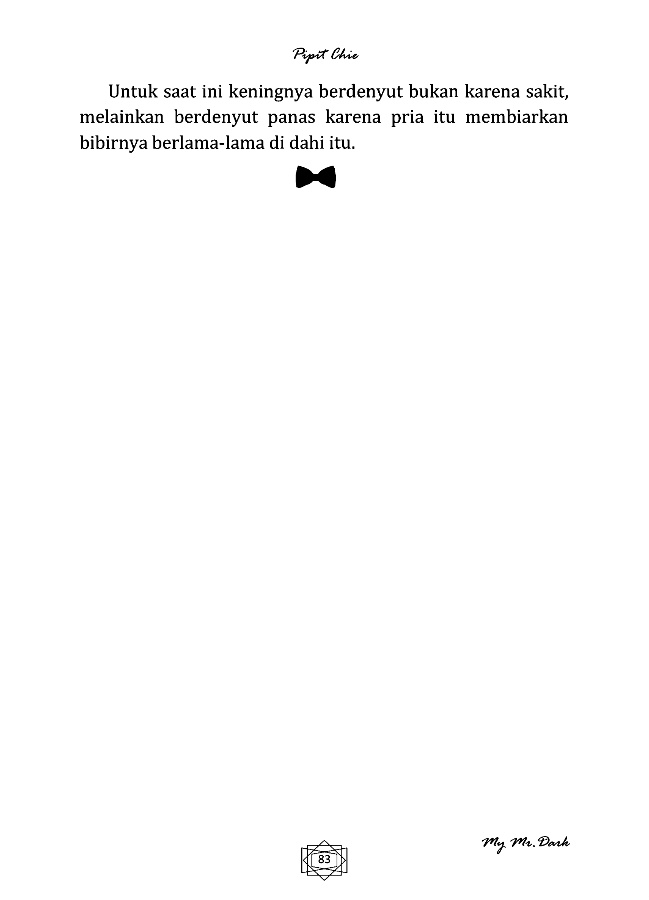 Pipit Chie
Untuk saat ini keningnya berdenyut bukan karena sakit,
melainkan berdenyut panas karena pria itu membiarkan
bibirnya berlama-lama di dahi itu.
My Mr. Dark
83